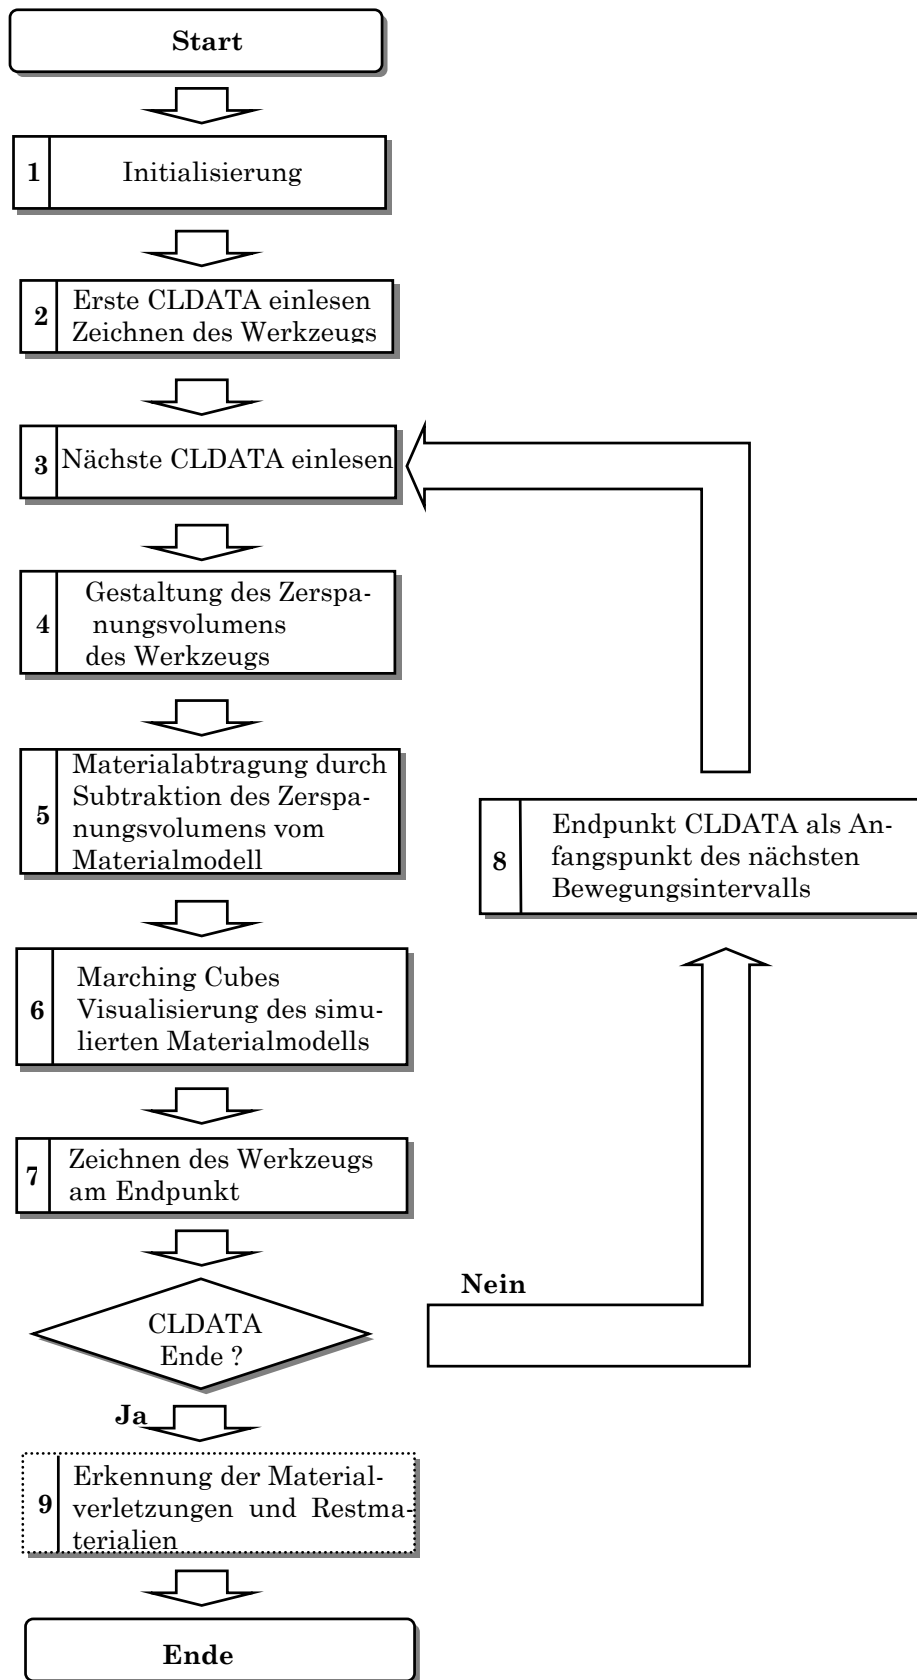 Start
1 Initialisierung
2 Erste CLDATA einlesen
Zeichnen des Werkzeugs
3 Nächste CLDATA einlesen
4 Gestaltung des Zerspa-
nungsvolumens
des Werkzeugs
5 Materialabtragung durch
Subtraktion des Zerspa-
nungsvolumens vom
Materialmodell
8 Endpunkt CLDATA als An-
fangspunkt des nächsten
Bewegungsintervalls
6 Marching Cubes
Visualisierung des simu-
lierten Materialmodells
7 Zeichnen des Werkzeugs
am Endpunkt
Nein
CLDATA
Ende ?
Ja
9 Erkennung der Material-
verletzungen und Restma-
terialien
Ende